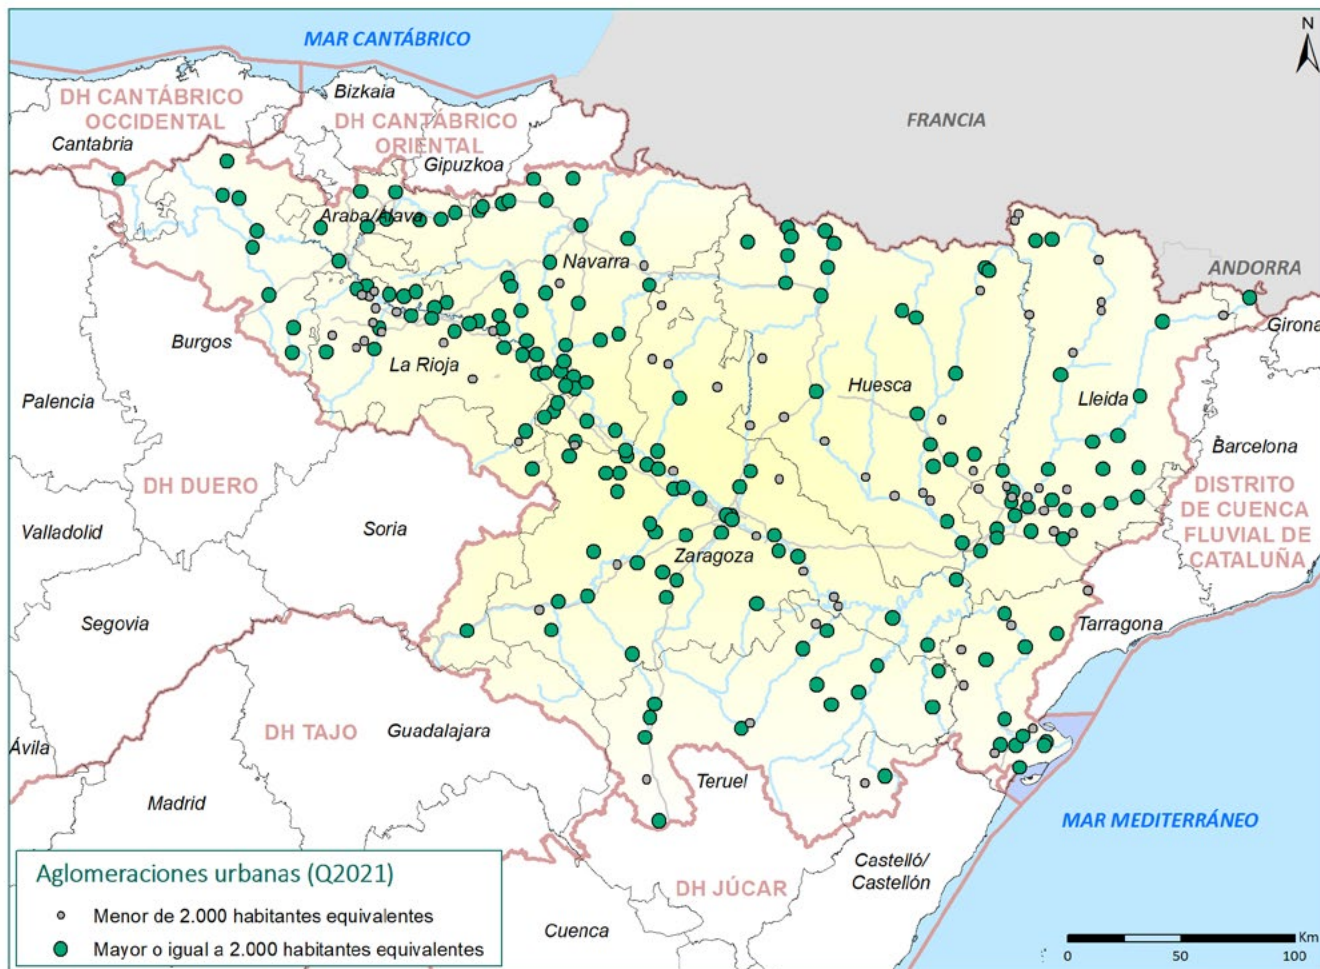 MAR CANTÁBRICO
N
DH CANTÁBRICO
OCCIDENTAL
Bizkaia
DH CANTÁBRICO
ORIENTAL
FRANCIA
Cantabria
Gipuzkoa
Araba/Álava
Navarra
ANDORRA
Girona
Burgos
La Rioja
Huesca
Lleida
Palencia
Barcelona
DH DUERO
DISTRITO
DE CUENCA
FLUVIAL DE
CATALUÑA
Valladolid
Soria
Zaragoza
Segovia
Tarragona
DH TAJO
Guadalajara
Ávila
Teruel
Madrid
MAR MEDITERRÁNEO
Castelló/
Castellón
DH JÚCAR
Cuenca
Aglomeraciones urbanas (Q2021)
Menor de 2.000 habitantes equivalentes
Mayor o igual a 2.000 habitantes equivalentes
Km
0 50 100